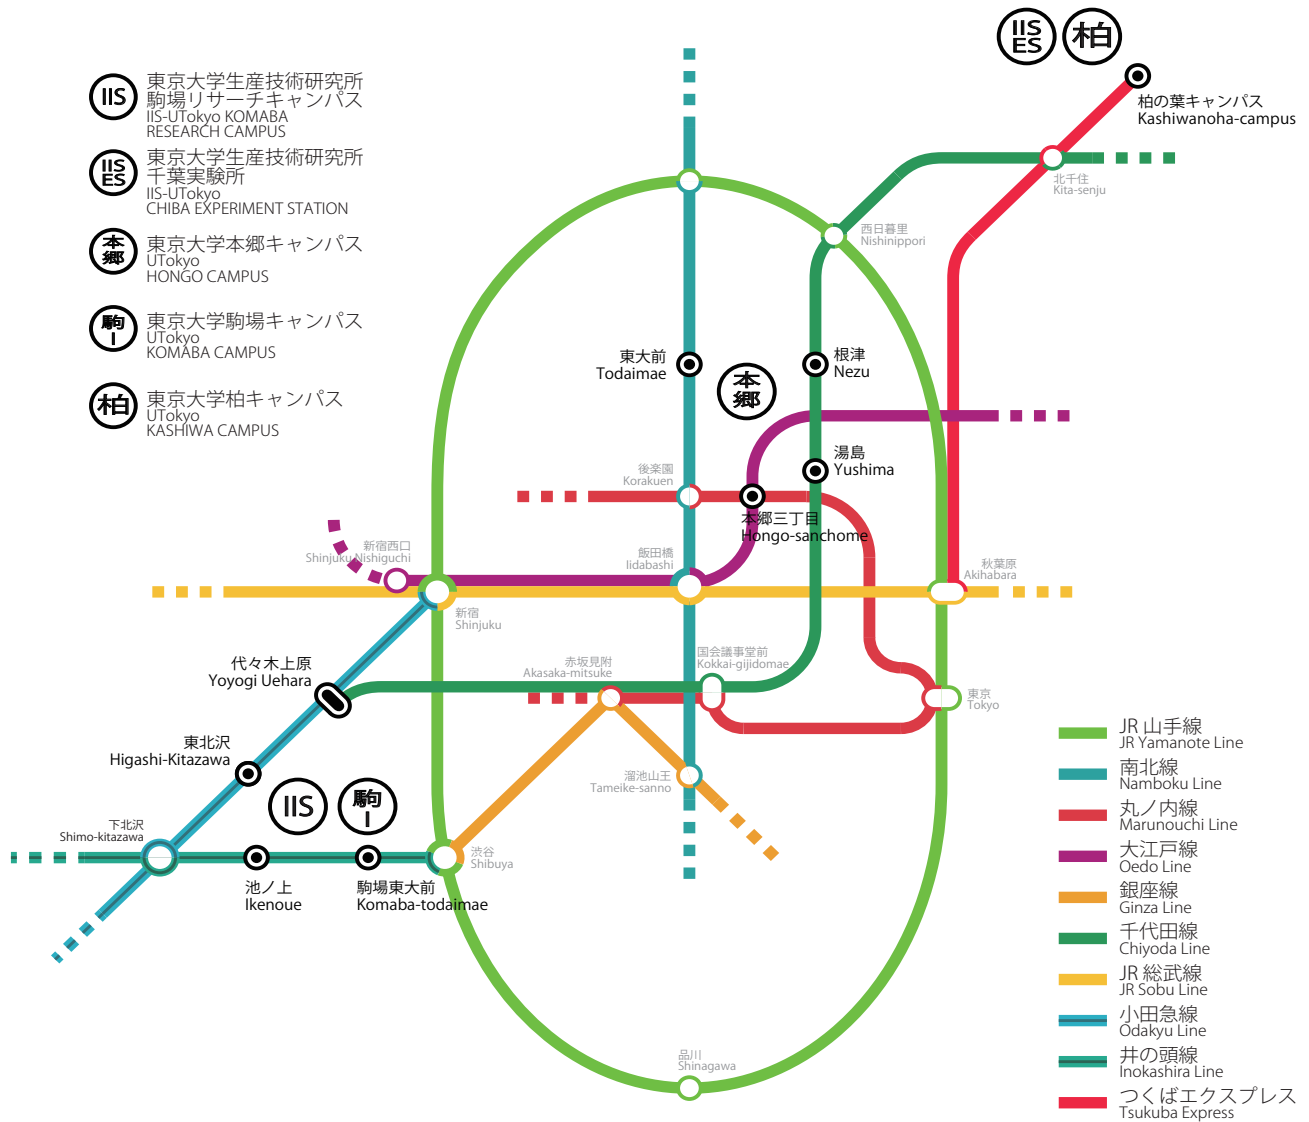 IIS
東京大学生産技術研究所
駒場リサーチキャンパス
IIS-UTokyo KOMABA
RESEARCH CAMPUS
IIS
ES
東京大学生産技術研究所
千葉実験所
IIS-UTokyo
CHIBA EXPERIMENT STATION
本
郷
東京大学本郷キャンパス
UTokyo
HONGO CAMPUS
駒
I
東京大学駒場キャンパス
UTokyo
KOMABA CAMPUS
柏
東京大学柏キャンパス
UTokyo
KASHIWA CAMPUS
IIS
ES
柏
柏の葉キャンパス
Kashiwanoha-campus
北千住
Kita-senju
西日暮里
Nishinippori
東大前
Todaimae
本
郷
根津
Nezu
湯島
Yushima
後楽園
Korakuen
本郷三丁目
Hongo-sanchome
新宿西口
Shinjuku Nishiguchi
飯田橋
Iidabashi
秋葉原
Akihabara
新宿
Shinjuku
代々木上原
Yoyogi Uehara
赤坂見附
Akasaka-mitsuke
国会議事堂前
Kokkai-gijidomae
東京
Tokyo
東北沢
Higashi-Kitazawa
溜池山王
Tameike-sanno
IIS
駒
I
下北沢
Shimo-kitazawa
池ノ上
Ikenoue
駒場東大前
Komaba-todaimae
渋谷
Shibuya
品川
Shinagawa
JR 山手線
JR Yamanote Line
南北線
Namboku Line
丸ノ内線
Marunouchi Line
大江戸線
Oedo Line
銀座線
Ginza Line
千代田線
Chiyoda Line
JR 総武線
JR Sobu Line
小田急線
Odakyu Line
井の頭線
Inokashira Line
つくばエクスプレス
Tsukuba Express